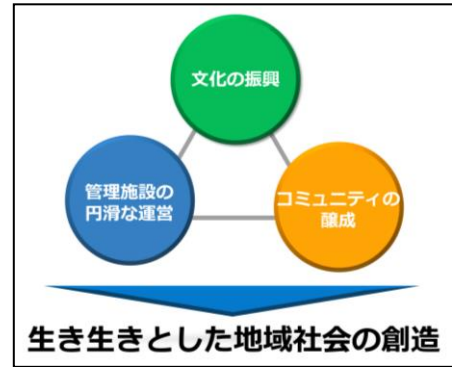 文化の振興
管理施設の
円滑な運営
コミュニティの
醸成
生き生きとした地域社会の創造